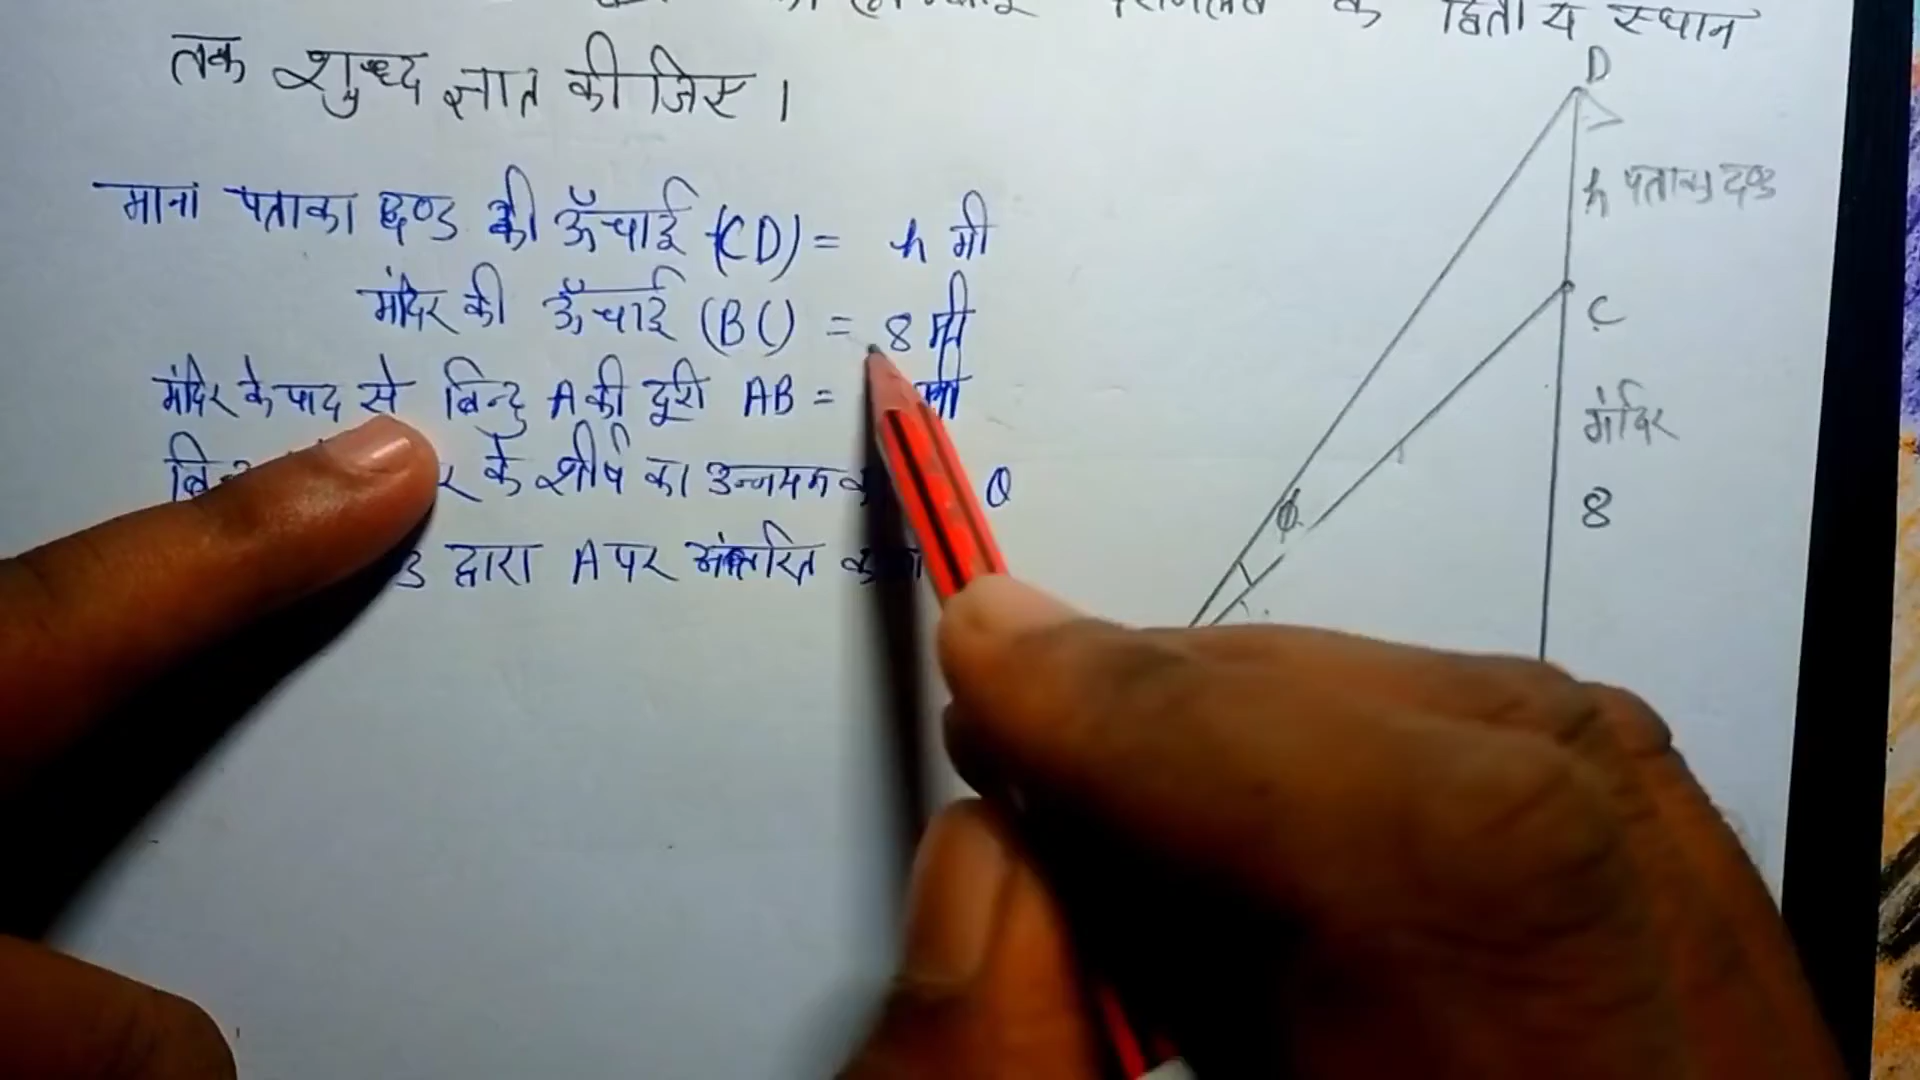 के द्वितीय स्थान
तक शुध्द ज्ञात कीजिए।
माना पताका दण्ड की ऊँचाई (CD) = h मी
मंदिर की ऊँचाई (BC) = 8 मी
मंदिर के पाद से बिन्दु A की दूरी AB = मी
के शीर्ष का उन्नयन θ
द्वारा A पर अंतरित
D
h पताका दण्ड
C
मंदिर
8
Φ